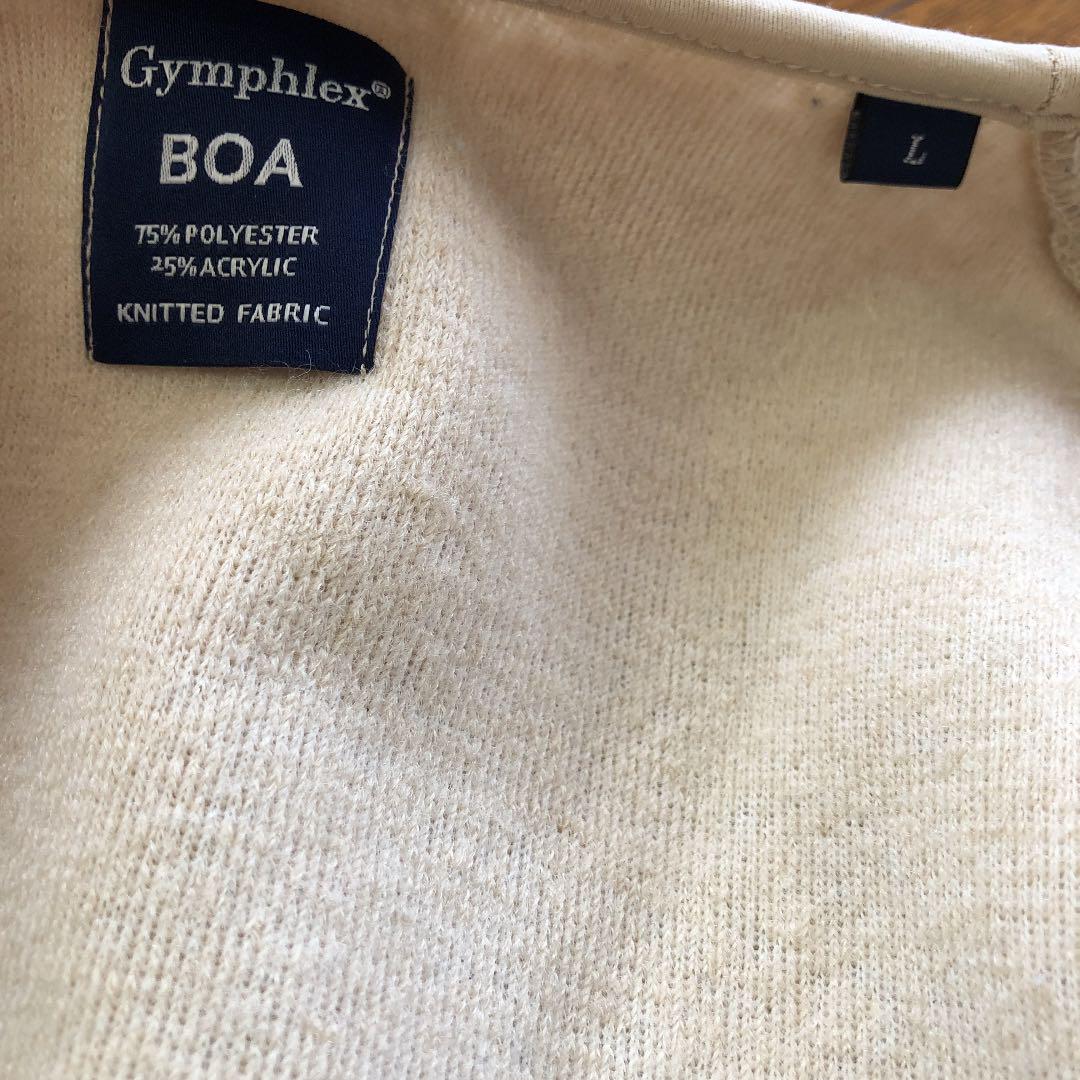 Gymphlex®
BOA
75% POLYESTER
25% ACRYLIC
KNITTED FABRIC
L